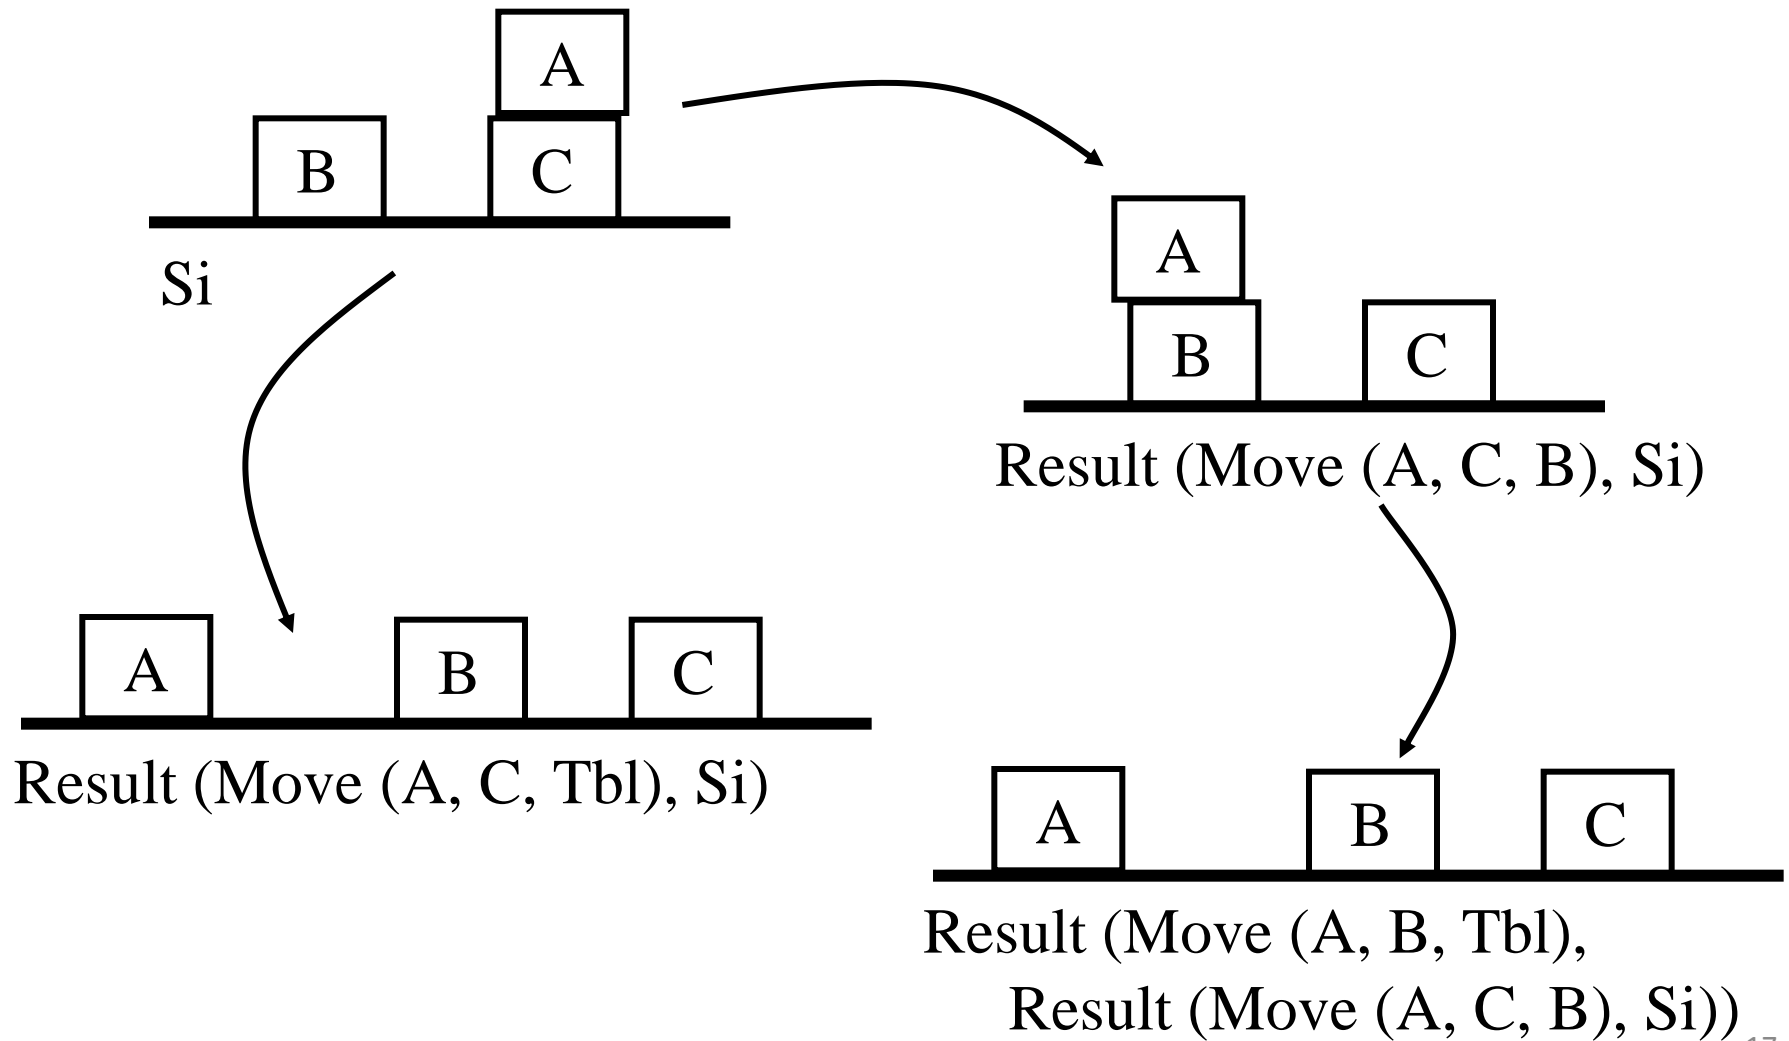 A
B
C
Si
A
B
C
Result (Move (A, C, B), Si)
A
B
C
Result (Move (A, C, Tbl), Si)
A
B
C
Result (Move (A, B, Tbl),
Result (Move (A, C, B), Si))